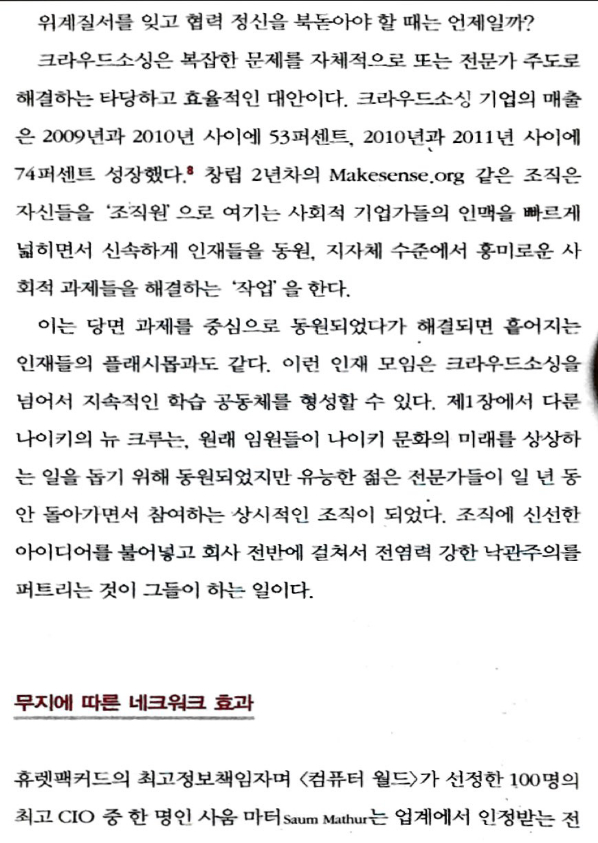 위계질서를 잊고 협력 정신을 북돋아야 할 때는 언제일까?
크라우드소싱은 복잡한 문제를 자체적으로 또는 전문가 주도로
해결하는 타당하고 효율적인 대안이다. 크라우드소싱 기업의 매출
은 2009년과 2010년 사이에 53퍼센트, 2010년과 2011년 사이에
74퍼센트 성장했다.8 창립 2년차의 Makesense.org 같은 조직은
자신들을 ‘조직원’으로 여기는 사회적 기업가들의 인맥을 빠르게
넓히면서 신속하게 인재들을 동원, 지자체 수준에서 흥미로운 사
회적 과제들을 해결하는 ‘작업’을 한다.
이는 당면 과제를 중심으로 동원되었다가 해결되면 흩어지는
인재들의 플래시몹과도 같다. 이런 인재 모임은 크라우드소싱을
넘어서 지속적인 학습 공동체를 형성할 수 있다. 제1장에서 다룬
나이키의 뉴 크루는, 원래 임원들이 나이키 문화의 미래를 상상하
는 일을 돕기 위해 동원되었지만 유능한 젊은 전문가들이 일 년 동
안 돌아가면서 참여하는 상시적인 조직이 되었다. 조직에 신선한
아이디어를 불어넣고 회사 전반에 걸쳐서 전염력 강한 낙관주의를
퍼트리는 것이 그들이 하는 일이다.
무지에 따른 네크워크 효과
휴렛팩커드의 최고정보책임자며 〈컴퓨터 월드〉가 선정한 100명의
최고 CIO 중 한 명인 사움 마터Saum Mathur는 업계에서 인정받는 전